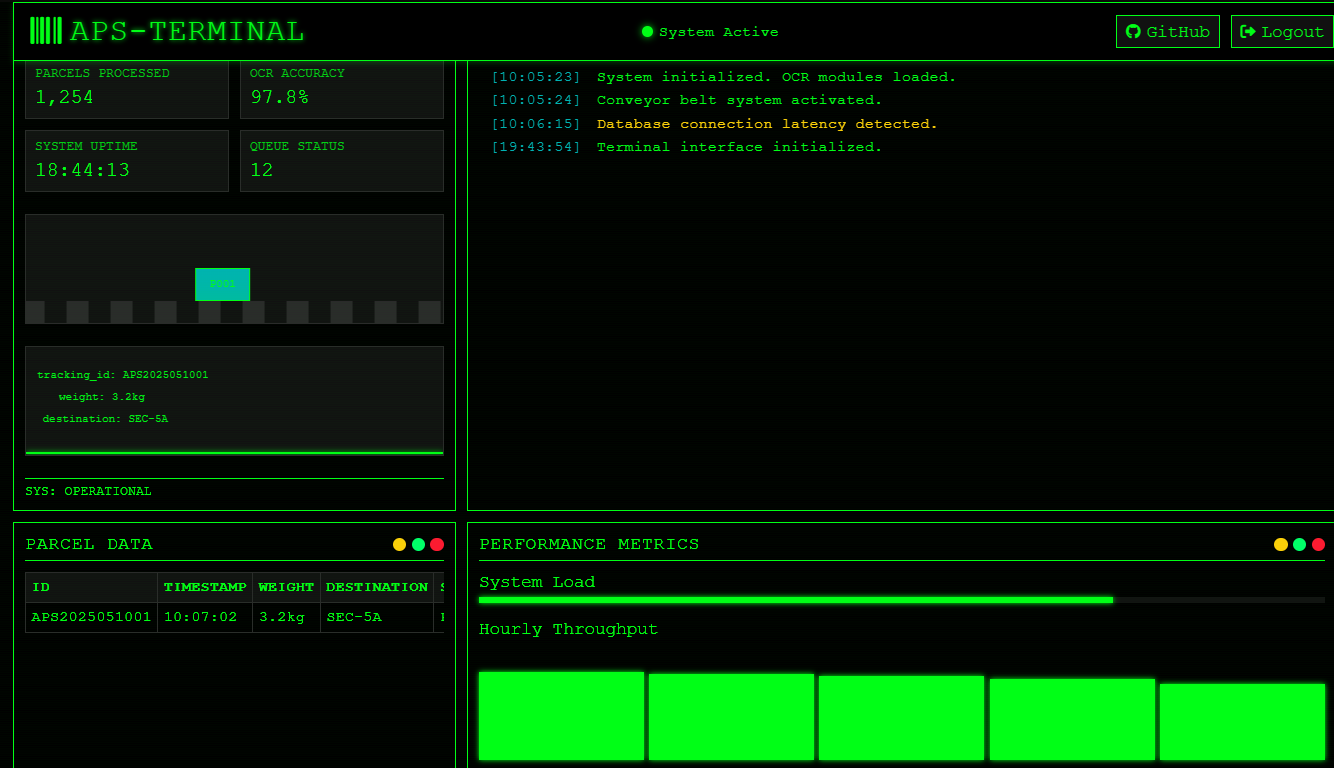 APS-TERMINAL
System Active
GitHub
Logout
PARCELS PROCESSED
1,254
OCR ACCURACY
97.8%
SYSTEM UPTIME
18:44:13
QUEUE STATUS
12
tracking_id: APS2025051001
weight: 3.2kg
destination: SEC-5A
SYS: OPERATIONAL
[10:05:23] System initialized. OCR modules loaded.
[10:05:24] Conveyor belt system activated.
[10:06:15] Database connection latency detected.
[19:43:54] Terminal interface initialized.
PARCEL DATA
ID TIMESTAMP WEIGHT DESTINATION
APS2025051001 10:07:02 3.2kg SEC-5A
PERFORMANCE METRICS
System Load
Hourly Throughput